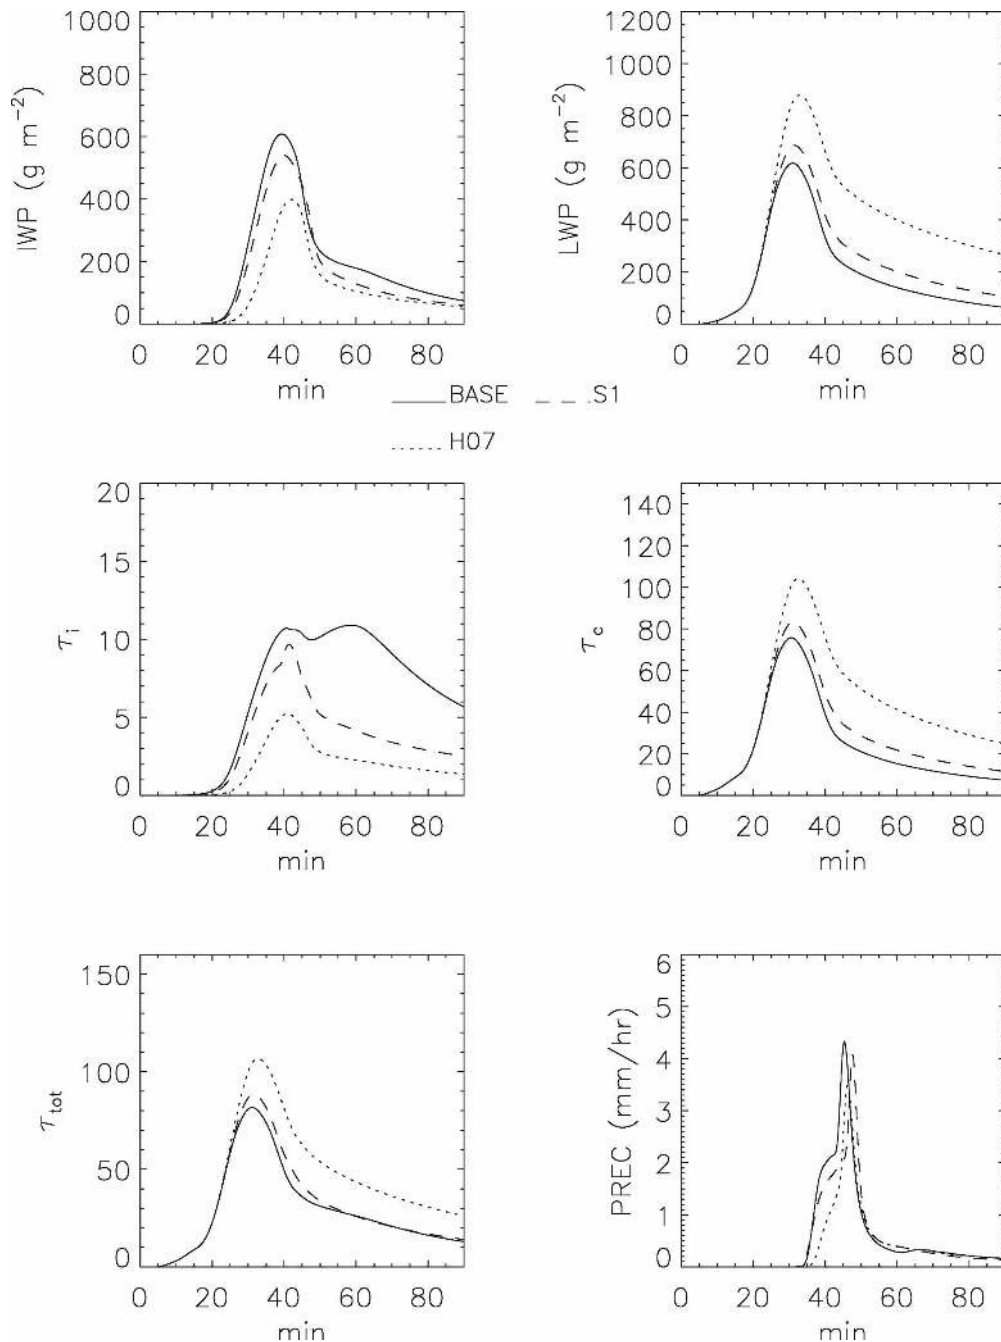 IWP (g m⁻²)
1000
800
600
400
200
0
0 20 40 60 80
min
LWP (g m⁻²)
1200
1000
800
600
400
200
0
0 20 40 60 80
min
BASE S1
H07
τi
20
15
10
5
0
0 20 40 60 80
min
τc
140
120
100
80
60
40
20
0
0 20 40 60 80
min
τtot
150
100
50
0
0 20 40 60 80
min
PREC (mm/hr)
6
5
4
3
2
1
0
0 20 40 60 80
min